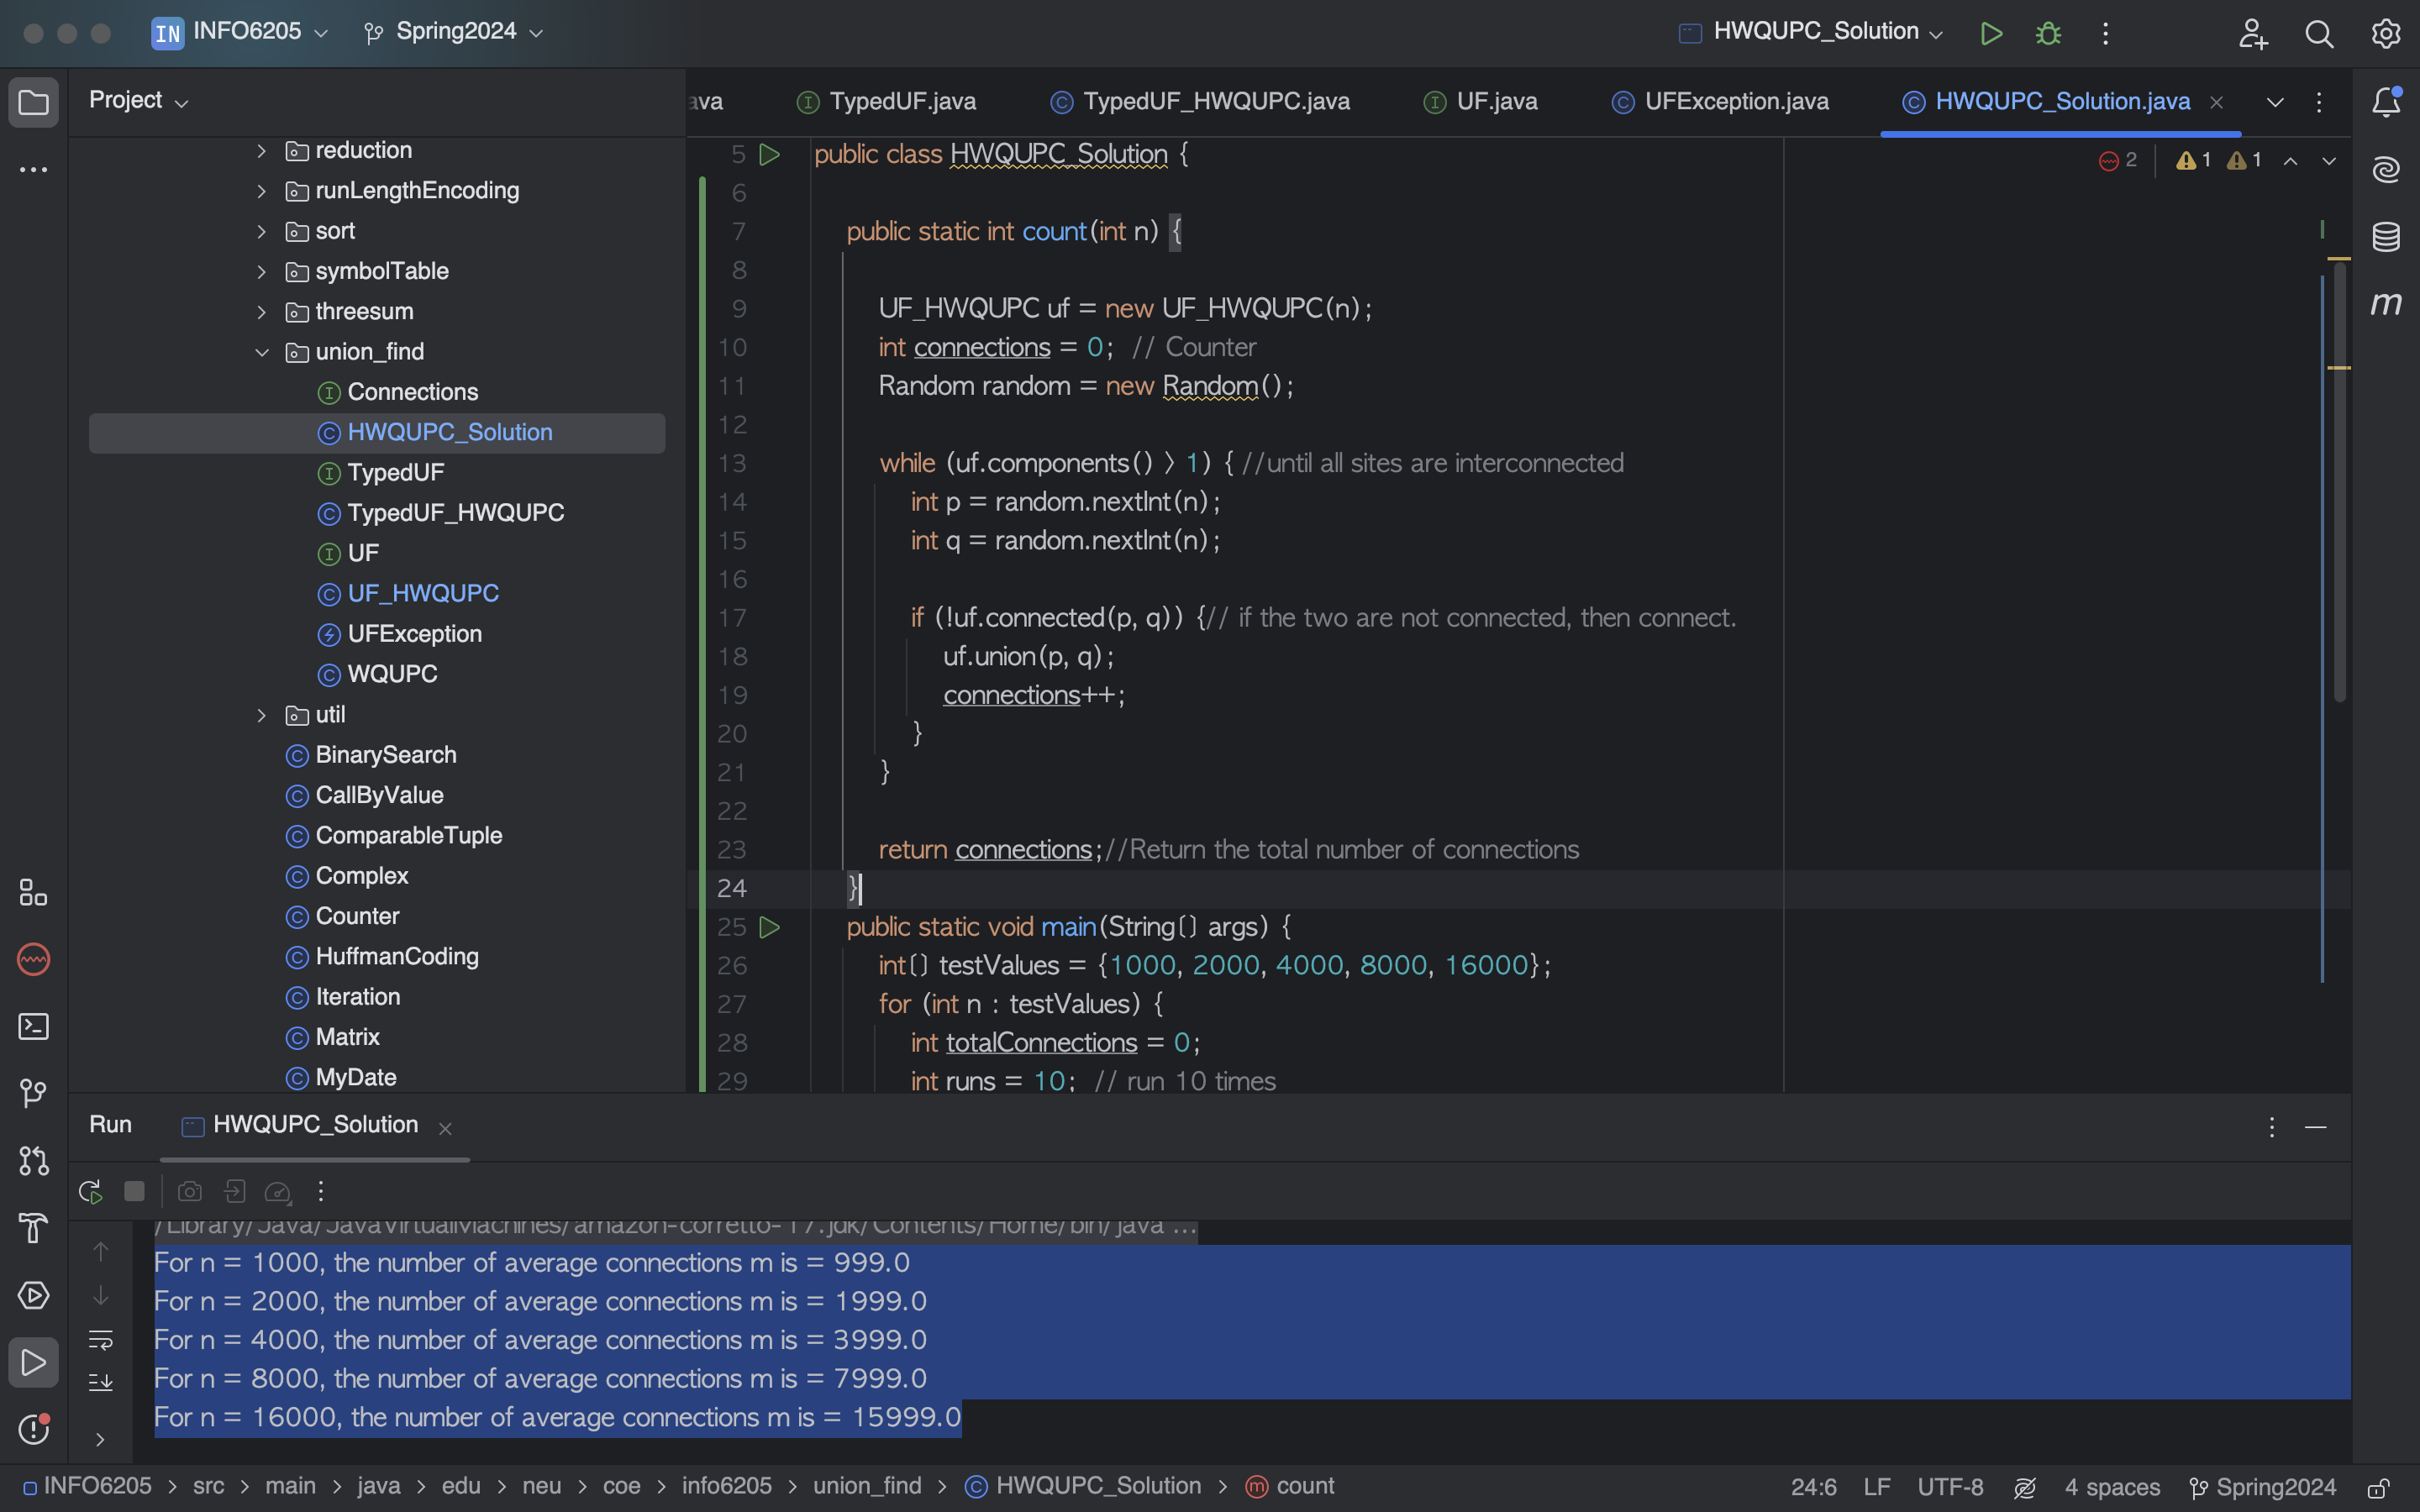 IN INFO6205 Spring2024 HWQUPC_Solution
Project
reduction
runLengthEncoding
sort
symbolTable
threesum
union_find
Connections
HWQUPC_Solution
TypedUF
TypedUF_HWQUPC
UF
UF_HWQUPC
UFException
WQUPC
util
BinarySearch
CallByValue
ComparableTuple
Complex
Counter
HuffmanCoding
Iteration
Matrix
MyDate
ava TypedUF.java TypedUF_HWQUPC.java UF.java UFException.java HWQUPC_Solution.java
2 1 1
5 public class HWQUPC_Solution {
6
7 public static int count(int n) {
8
9 UF_HWQUPC uf = new UF_HWQUPC(n);
10 int connections = 0; // Counter
11 Random random = new Random();
12
13 while (uf.components() > 1) { //until all sites are interconnected
14 int p = random.nextInt(n);
15 int q = random.nextInt(n);
16
17 if (!uf.connected(p, q)) {// if the two are not connected, then connect.
18 uf.union(p, q);
19 connections++;
20 }
21 }
22
23 return connections;//Return the total number of connections
24 }
25 public static void main(String[] args) {
26 int[] testValues = {1000, 2000, 4000, 8000, 16000};
27 for (int n : testValues) {
28 int totalConnections = 0;
29 int runs = 10; // run 10 times
m
Run HWQUPC_Solution
/Library/Java/JavaVirtualMachines/amazon-corretto-17.jdk/Contents/Home/bin/java ...
For n = 1000, the number of average connections m is = 999.0
For n = 2000, the number of average connections m is = 1999.0
For n = 4000, the number of average connections m is = 3999.0
For n = 8000, the number of average connections m is = 7999.0
For n = 16000, the number of average connections m is = 15999.0
INFO6205 > src > main > java > edu > neu > coe > info6205 > union_find > HWQUPC_Solution > count 24:6 LF UTF-8 4 spaces Spring2024